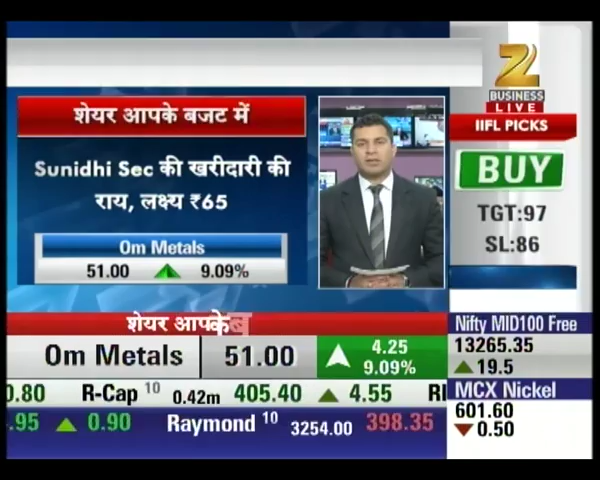 Z
BUSINESS
LIVE
शेयर आपके बजट में
Sunidhi Sec की खरीदारी की
राय, लक्ष्य ₹65
Om Metals
51.00 9.09%
IIFL PICKS
BUY
TGT:97
SL:86
शेयर आपके ब
Om Metals 51.00 4.25
9.09%
Nifty MID100 Free
13265.35
19.5
0.80 R-Cap 10 0.42m 405.40 4.55
.95 0.90 Raymond 10 3254.00 398.35
MCX Nickel
601.60
0.50